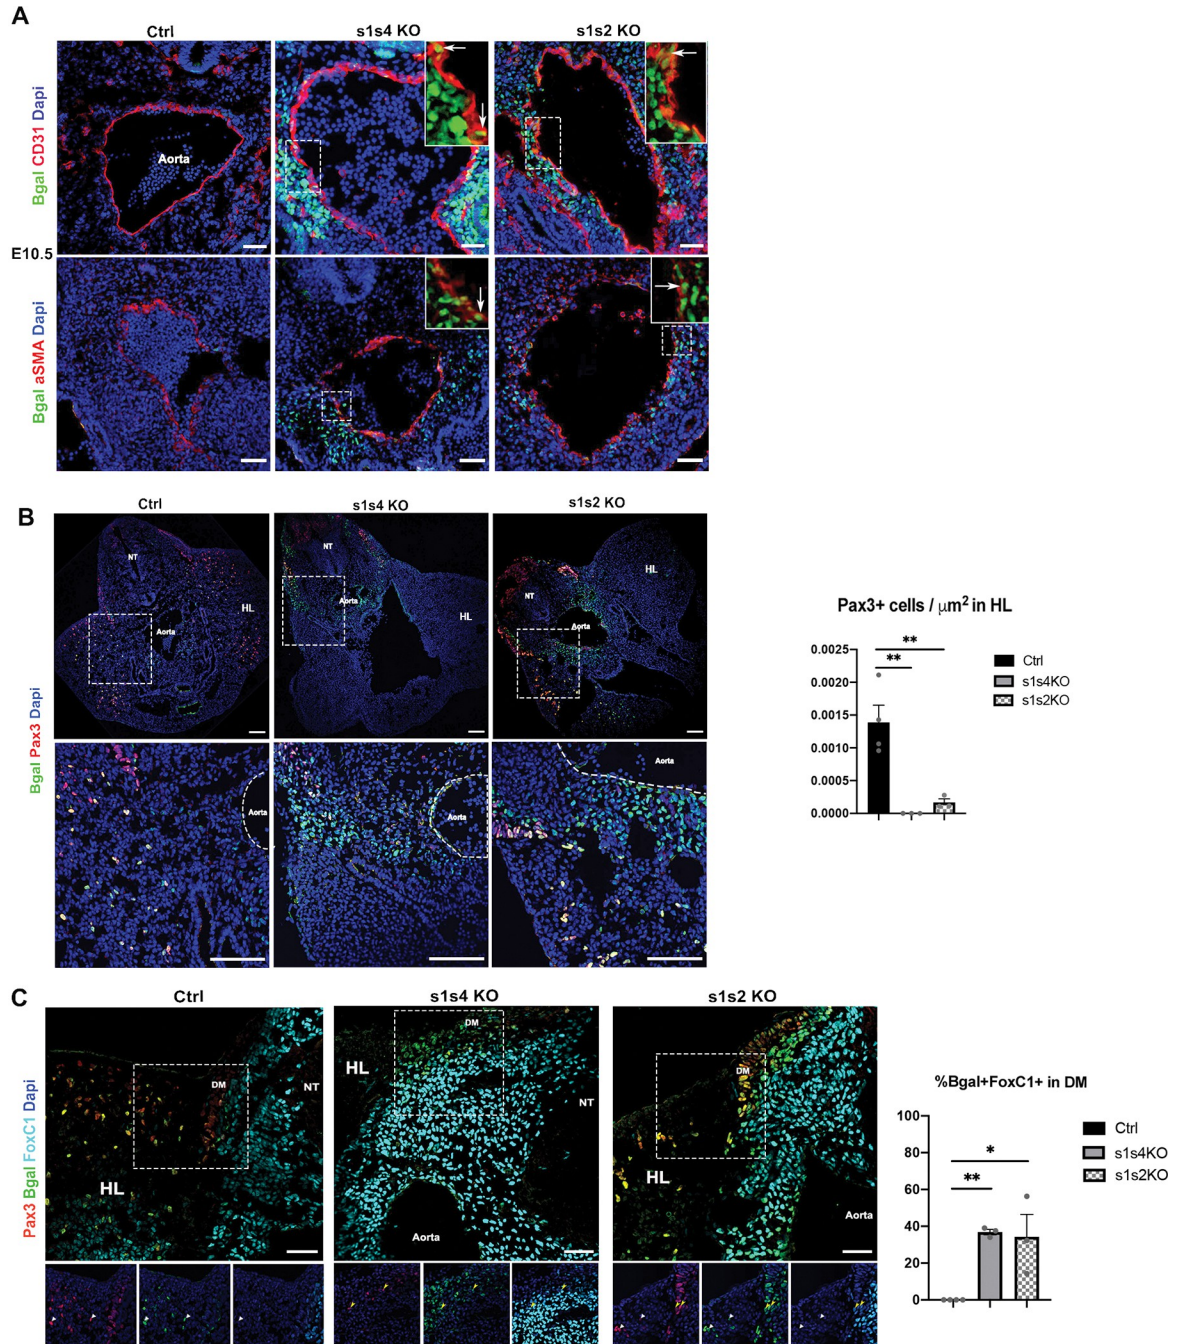 A
Ctrl
s1s4 KO
s1s2 KO
Bgal CD31 Dapi
Aorta
E10.5
Bgal aSMA Dapi
B
Ctrl
s1s4 KO
s1s2 KO
Bgal Pax3 Dapi
NT
HL
Aorta
NT
HL
Aorta
NT
HL
Aorta
Aorta
Aorta
Aorta
Pax3+ cells / μm² in HL
**
**
0.0025
0.0020
0.0015
0.0010
0.0005
0.0000
Ctrl
s1s4KO
s1s2KO
C
Ctrl
s1s4 KO
s1s2 KO
Pax3 Bgal FoxC1 Dapi
DM
NT
HL
DM
HL
NT
Aorta
DM
HL
Aorta
%Bgal+FoxC1+ in DM
100
80
60
40
20
0
*
**
Ctrl
s1s4KO
s1s2KO